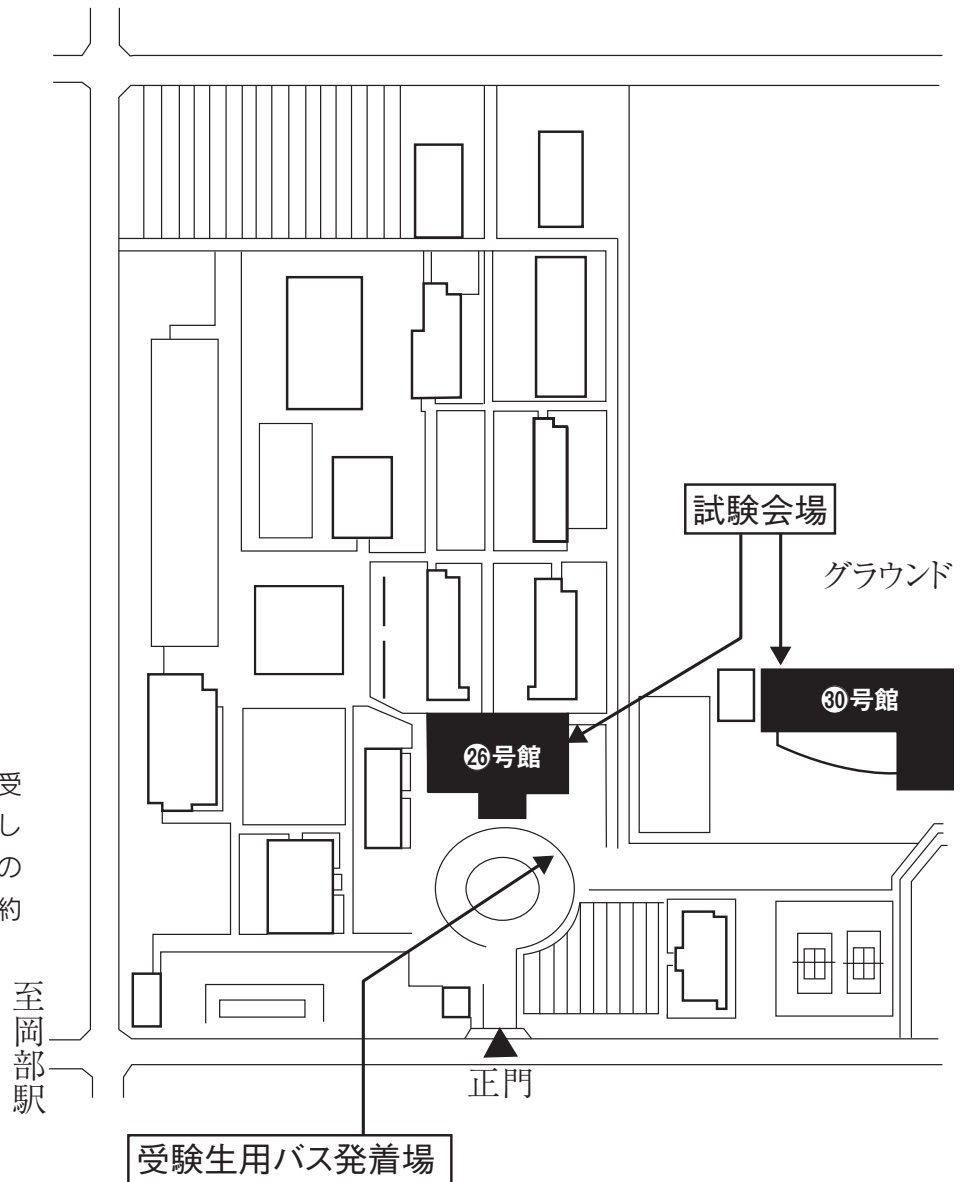 試験会場
グラウンド
㉚号館
㉖号館
受
し
の
約
至岡部駅
正門
受験生用バス発着場